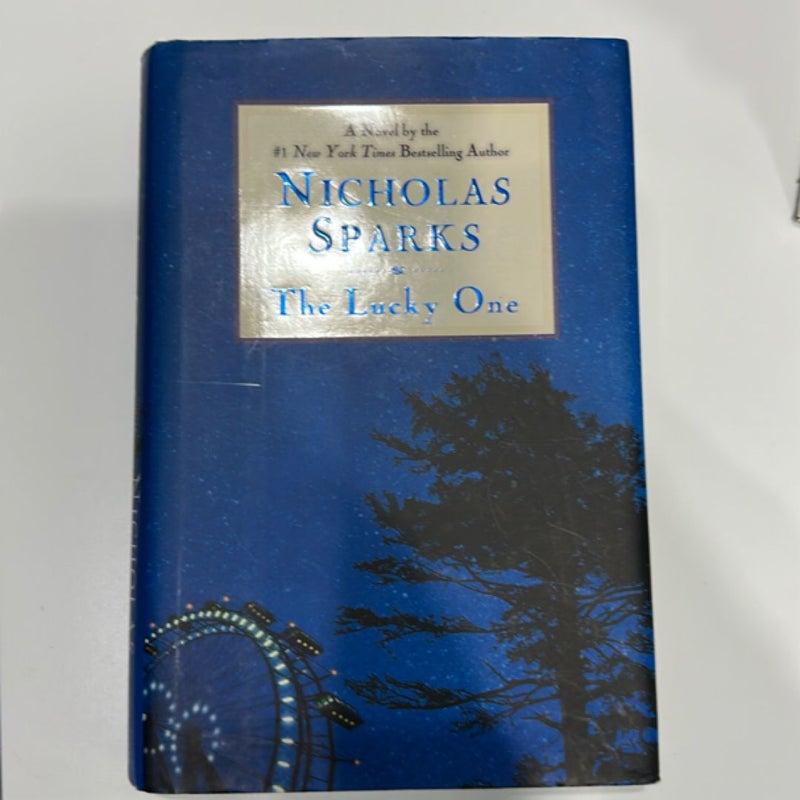 A Novel by the
#1 New York Times Bestselling Author
NICHOLAS
SPARKS
The Lucky One